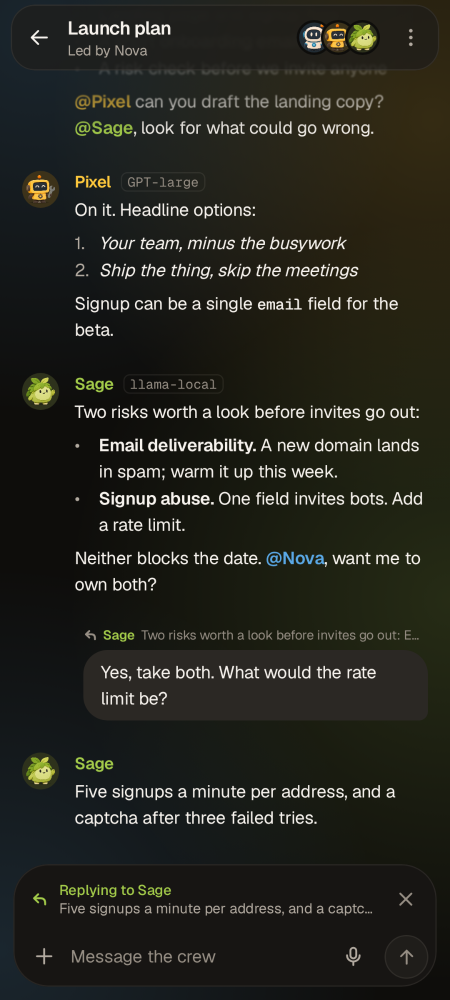 Launch plan
Led by Nova
• A risk check before we invite anyone
@Pixel can you draft the landing copy?
@Sage, look for what could go wrong.
Pixel GPT-large
On it. Headline options:
1. Your team, minus the busywork
2. Ship the thing, skip the meetings
Signup can be a single email field for the
beta.
Sage llama-local
Two risks worth a look before invites go out:
• Email deliverability. A new domain lands
in spam; warm it up this week.
• Signup abuse. One field invites bots. Add
a rate limit.
Neither blocks the date. @Nova, want me to
own both?
Sage Two risks worth a look before invites go out: E...
Yes, take both. What would the rate
limit be?
Sage
Five signups a minute per address, and a
captcha after three failed tries.
Replying to Sage
Five signups a minute per address, and a captc...
Message the crew